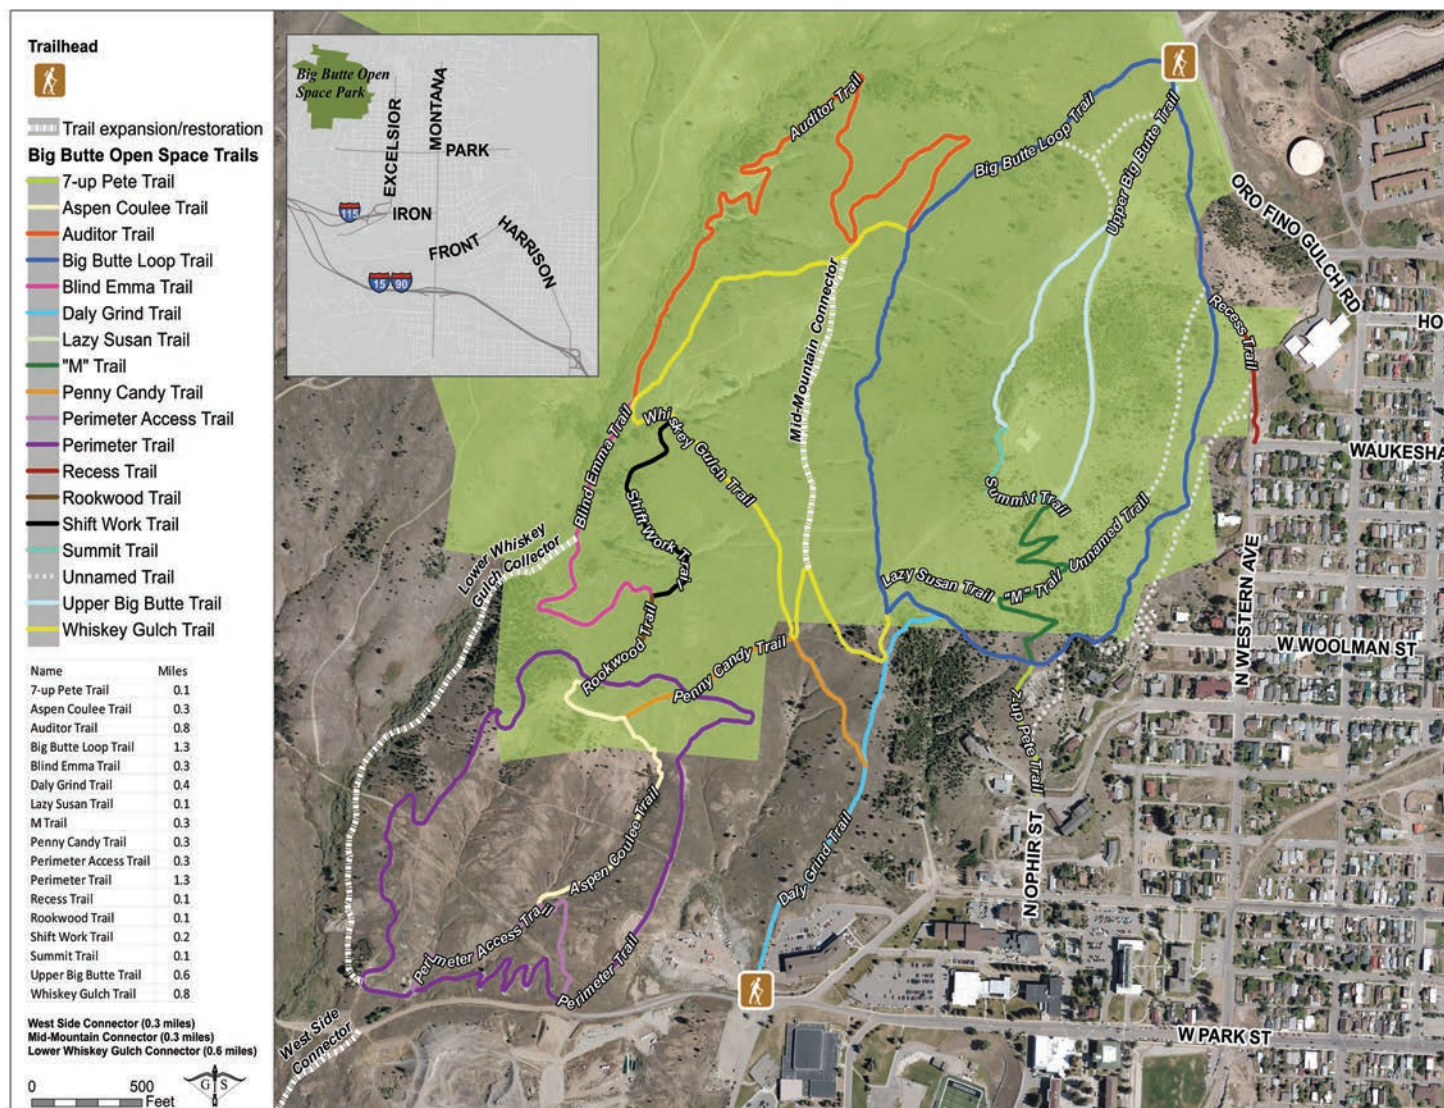 Trailhead
Trail expansion/restoration
Big Butte Open Space Trails
7-up Pete Trail
Aspen Coulee Trail
Auditor Trail
Big Butte Loop Trail
Blind Emma Trail
Daly Grind Trail
Lazy Susan Trail
"M" Trail
Penny Candy Trail
Perimeter Access Trail
Perimeter Trail
Recess Trail
Rookwood Trail
Shift Work Trail
Summit Trail
Unnamed Trail
Upper Big Butte Trail
Whiskey Gulch Trail
Name Miles
7-up Pete Trail 0.1
Aspen Coulee Trail 0.3
Auditor Trail 0.8
Big Butte Loop Trail 1.3
Blind Emma Trail 0.3
Daly Grind Trail 0.4
Lazy Susan Trail 0.1
M Trail 0.3
Penny Candy Trail 0.3
Perimeter Access Trail 0.3
Perimeter Trail 1.3
Recess Trail 0.1
Rookwood Trail 0.1
Shift Work Trail 0.2
Summit Trail 0.1
Upper Big Butte Trail 0.6
Whiskey Gulch Trail 0.8
West Side Connector (0.3 miles)
Mid-Mountain Connector (0.3 miles)
Lower Whiskey Gulch Connector (0.6 miles)
0 500
Feet
G S
Big Butte Open
Space Park
EXCELSIOR
MONTANA
PARK
115
IRON
FRONT
HARRISON
15 90
Auditor Trail
Big Butte Loop Trail
Upper Big Butte Trail
ORO FINO GULCH RD
Recess Trail
HO
Mid-Mountain Connector
Blind Emma Trail
Whiskey Gulch Trail
WAUKESHA
Summit Trail
Shift Work Trail
Lower Whiskey
Gulch Collector
Lazy Susan Trail
"M" Trail
Unnamed Trail
N WESTERN AVE
W WOOLMAN ST
Rookwood Trail
Penny Candy Trail
7-up Pete Trail
Aspen Coulee Trail
Daly Grind Trail
N OPHIR ST
Perimeter Access Trail
Perimeter Trail
West Side
Connector
W PARK ST